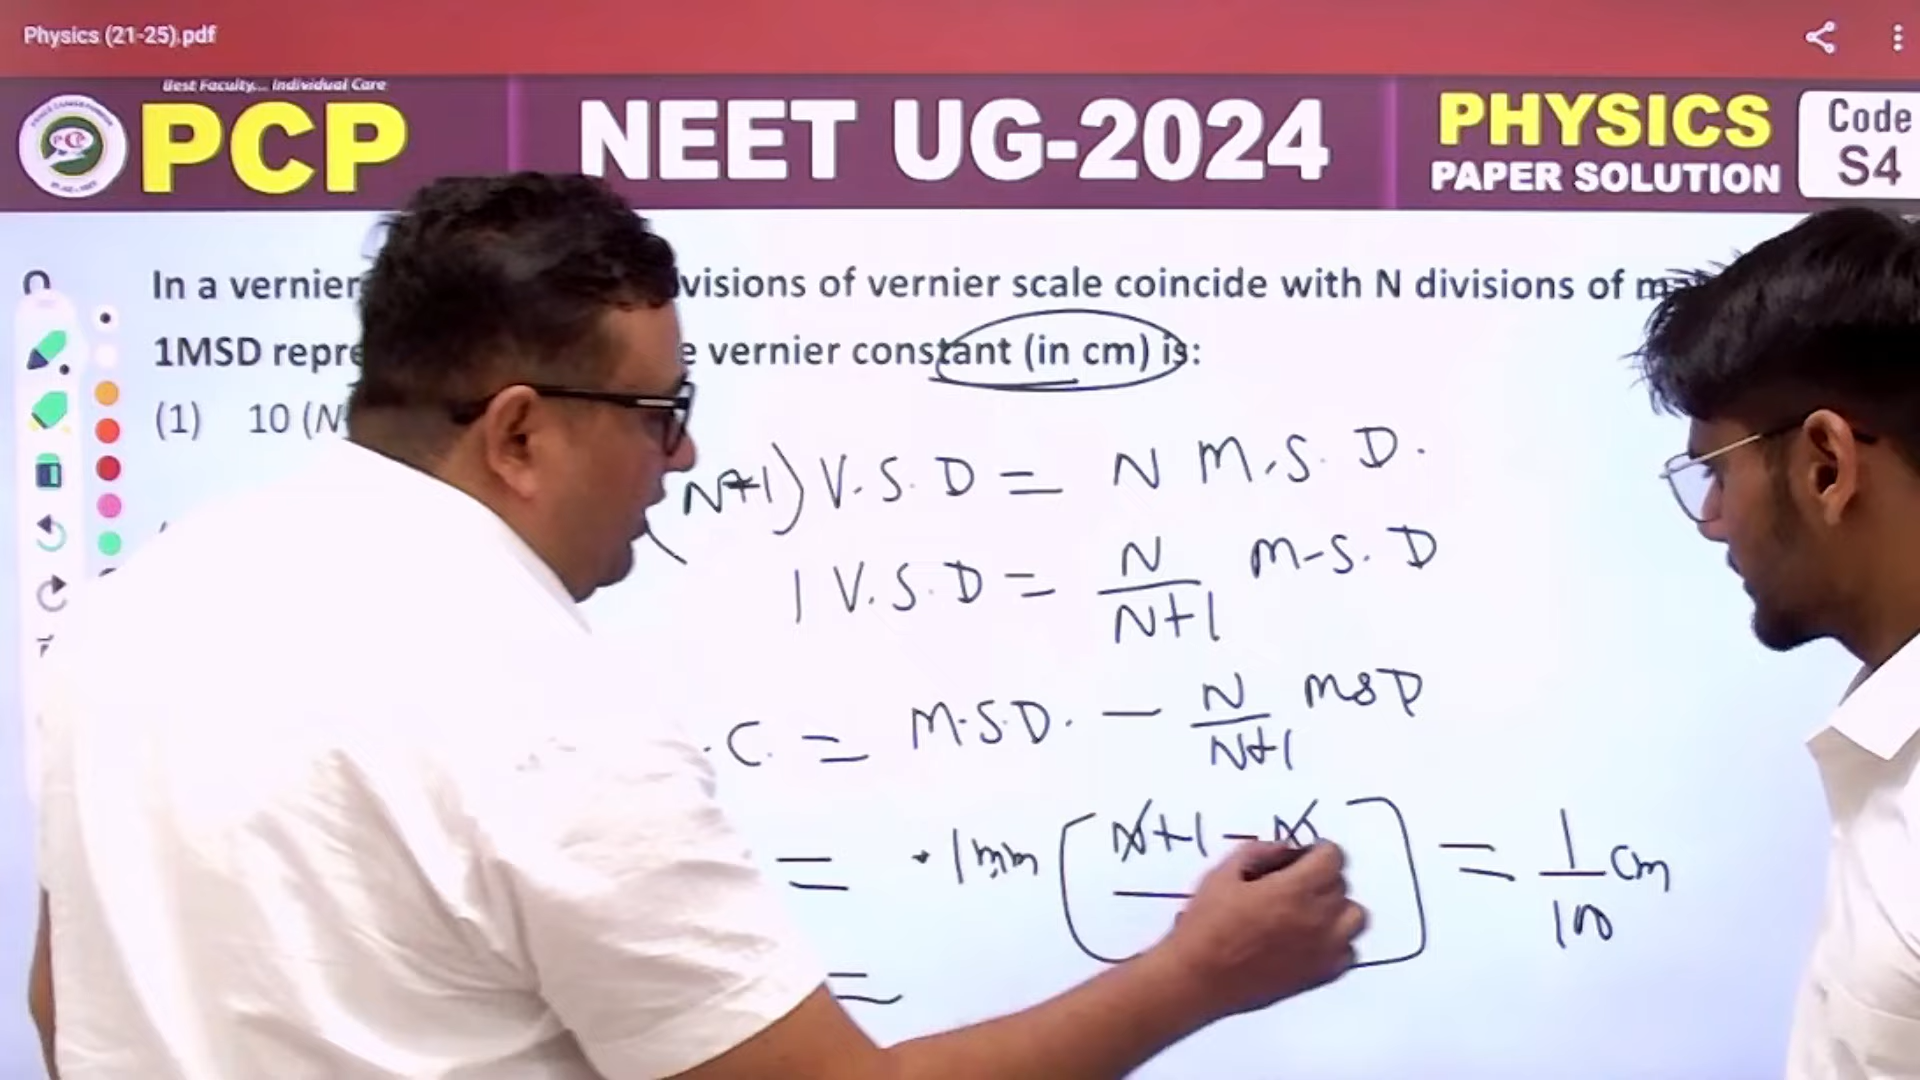 Physics (21-25).pdf
Best Faculty... Individual Care
PCP
NEET UG-2024
PHYSICS
PAPER SOLUTION
Code
S4
In a vernier visions of vernier scale coincide with N divisions of
1MSD repre e vernier constant (in cm) is:
(1) 10 (N
(N+1) V.S.D = N M.S.D.
1 V.S.D = N/N+1 M-S.D
.C. = M.S.D. - N/N+1 MSD
= 1mm [N+1-N = 1/10 cm
=